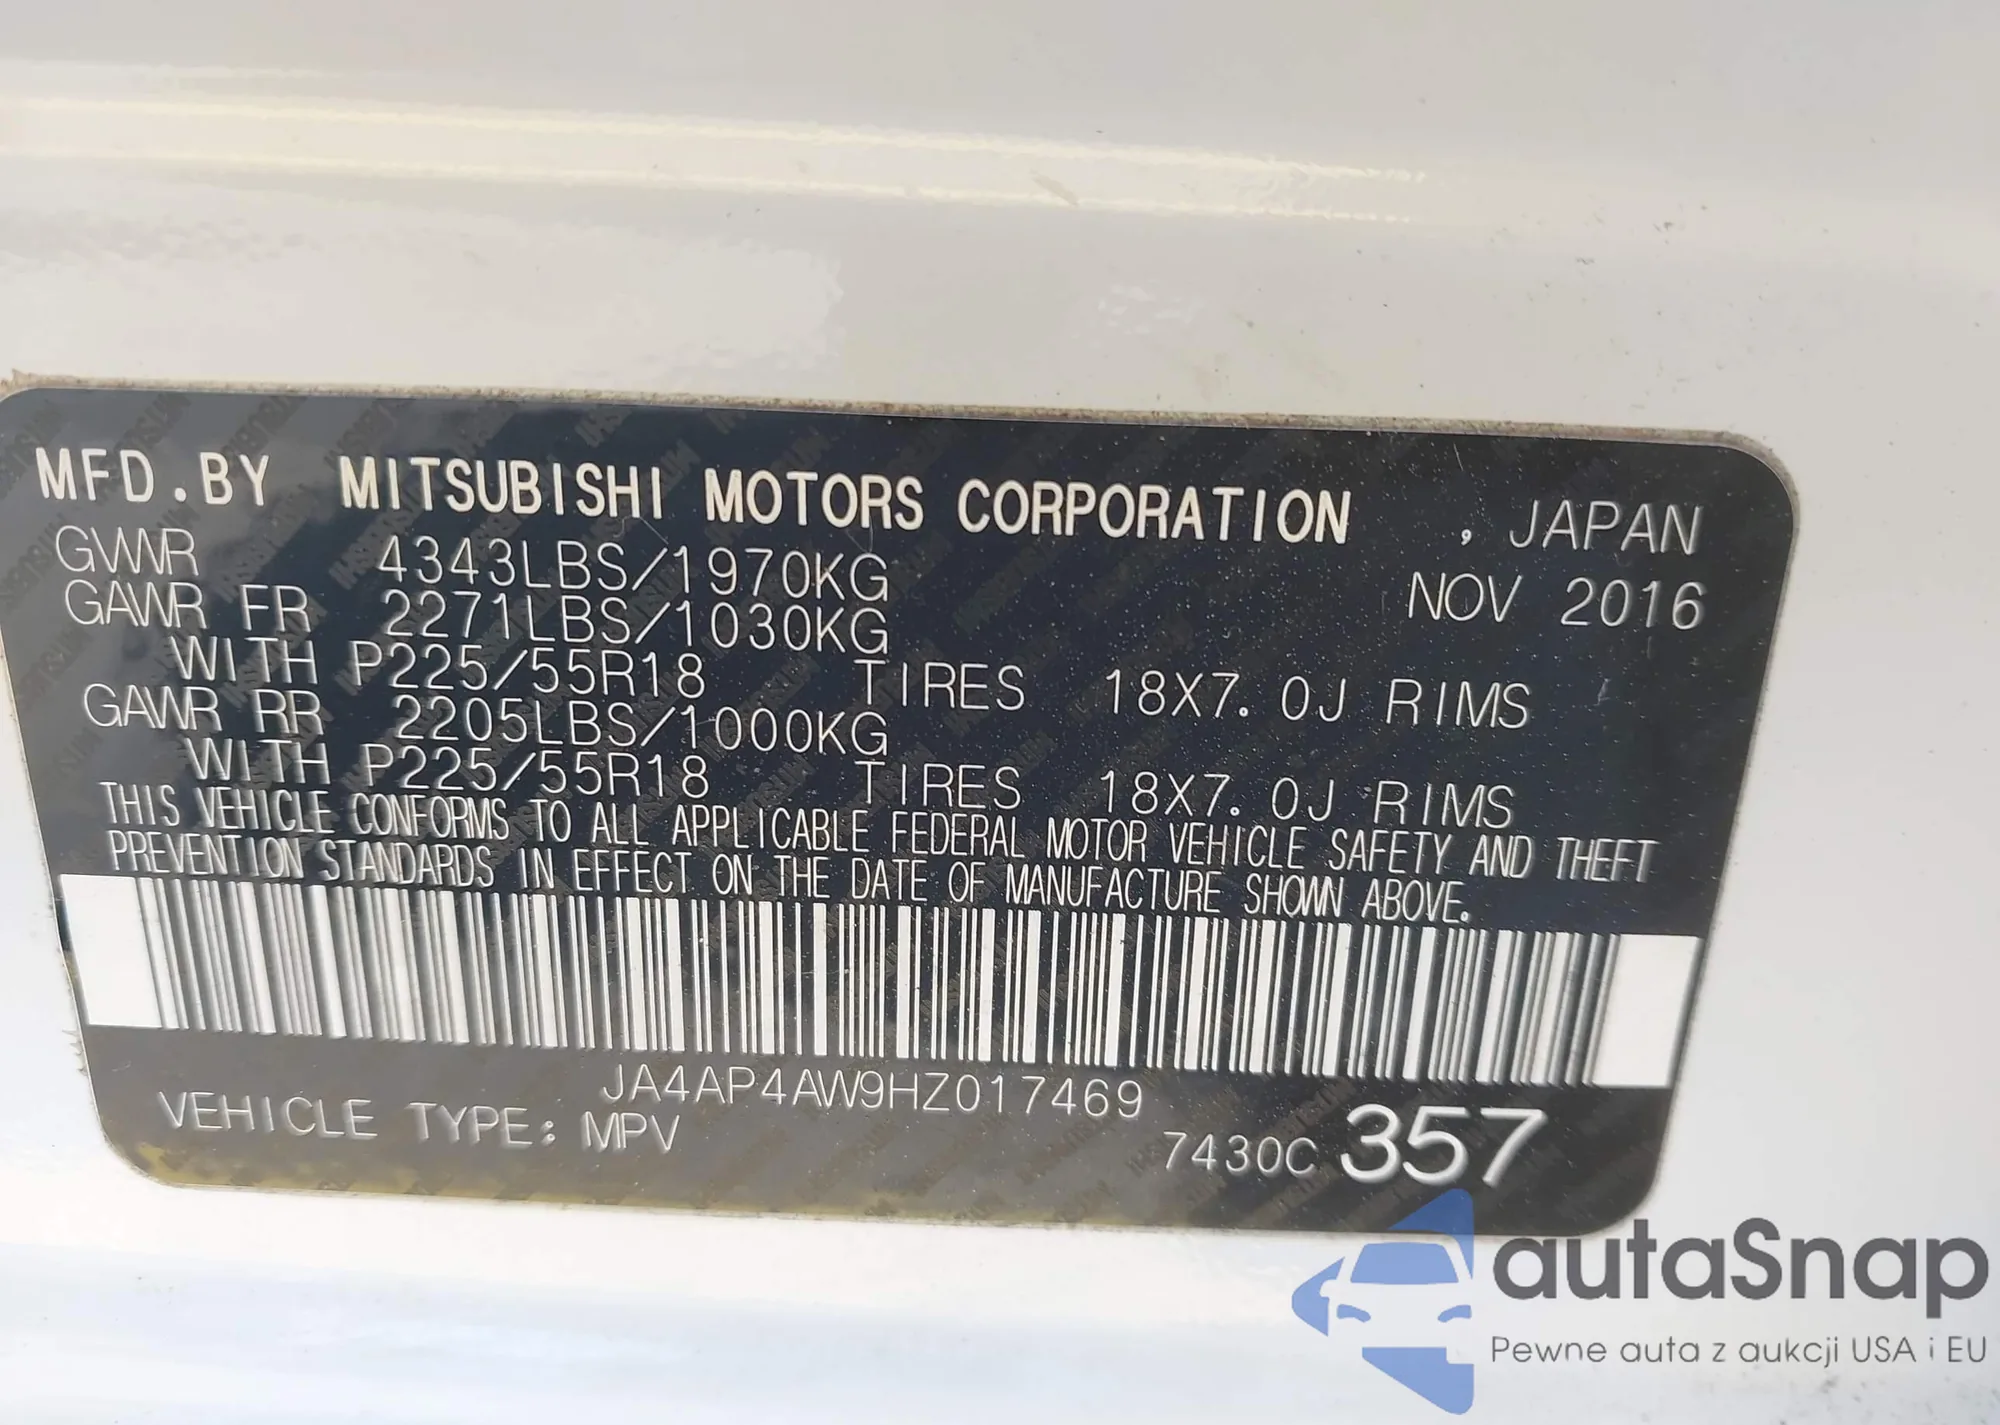 MFD.BY MITSUBISHI MOTORS CORPORATION , JAPAN
GVWR 4343LBS/1970KG NOV 2016
GAWR FR 2271LBS/1030KG
WITH P225/55R18 TIRES 18X7.0J RIMS
GAWR RR 2205LBS/1000KG
WITH P225/55R18 TIRES 18X7.0J RIMS
THIS VEHICLE CONFORMS TO ALL APPLICABLE FEDERAL MOTOR VEHICLE SAFETY AND THEFT
PREVENTION STANDARDS IN EFFECT ON THE DATE OF MANUFACTURE SHOWN ABOVE.
JA4AP4AW9HZ017469
VEHICLE TYPE: MPV 7430C 357
autaSnap
Pewne auta z aukcji USA i EU